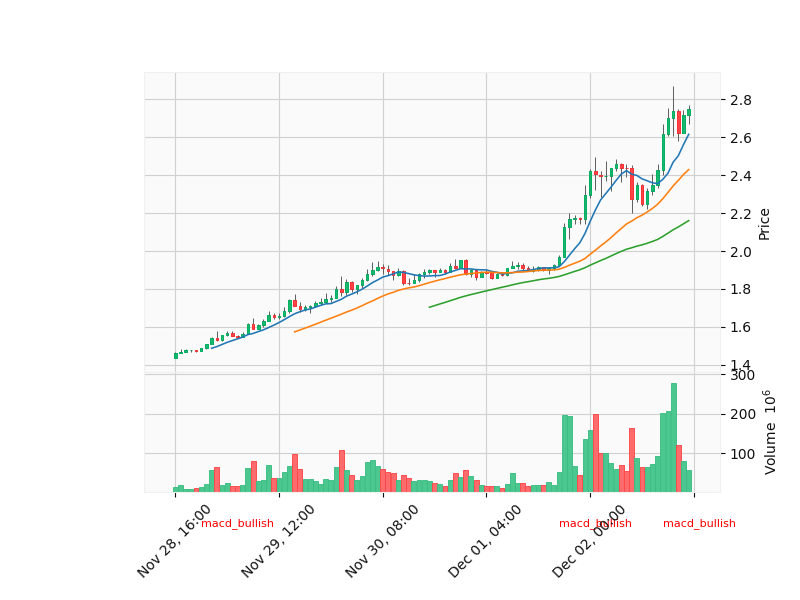 2.8
2.6
2.4
2.2
2.0
1.8
1.6
1.4
Price
300
200
100
Volume 10^6
Nov 28, 16:00
Nov 29, 12:00
Nov 30, 08:00
Dec 01, 04:00
Dec 02, 00:00
macd_bullish
macd_bullish
macd_bullish